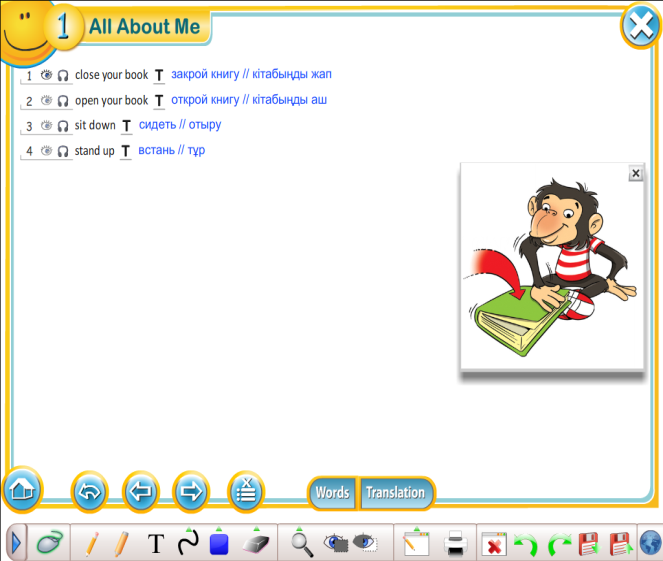 1 All About Me
1 close your book T закрой книгу // кітабыңды жап
2 open your book T открой книгу // кітабыңды аш
3 sit down T сидеть // отыру
4 stand up T встань // тұр
Words Translation
T